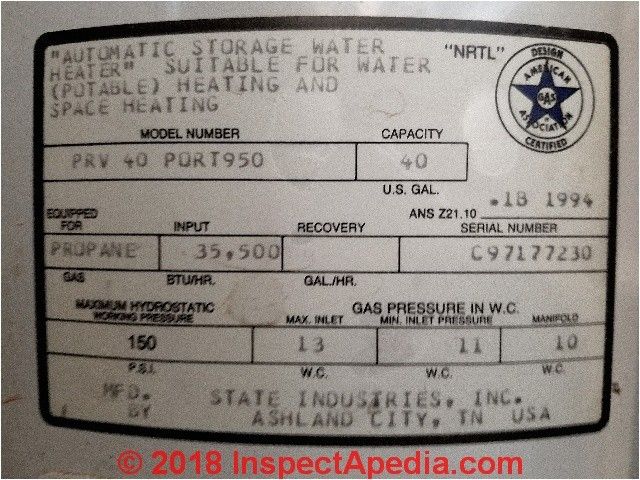 "AUTOMATIC STORAGE WATER
HEATER" SUITABLE FOR WATER
(POTABLE) HEATING AND
SPACE HEATING
"NRTL"
DESIGN
AMERICAN
GAS
ASSOCIATION
CERTIFIED
MODEL NUMBER CAPACITY
PRV 40 PORT950 40
U.S. GAL.
ANS Z21.10 .1B 1994
EQUIPPED
FOR INPUT RECOVERY SERIAL NUMBER
PROPANE 35,500 C97177230
GAS BTU/HR. GAL./HR.
MAXIMUM HYDROSTATIC
WORKING PRESSURE
GAS PRESSURE IN W.C.
MAX. INLET MIN. INLET PRESSURE MANIFOLD
150 13 11 10
P.S.I. W.C. W.C. W.C.
MFD. STATE INDUSTRIES, INC.
BY ASHLAND CITY, TN USA
© 2018 InspectApedia.com